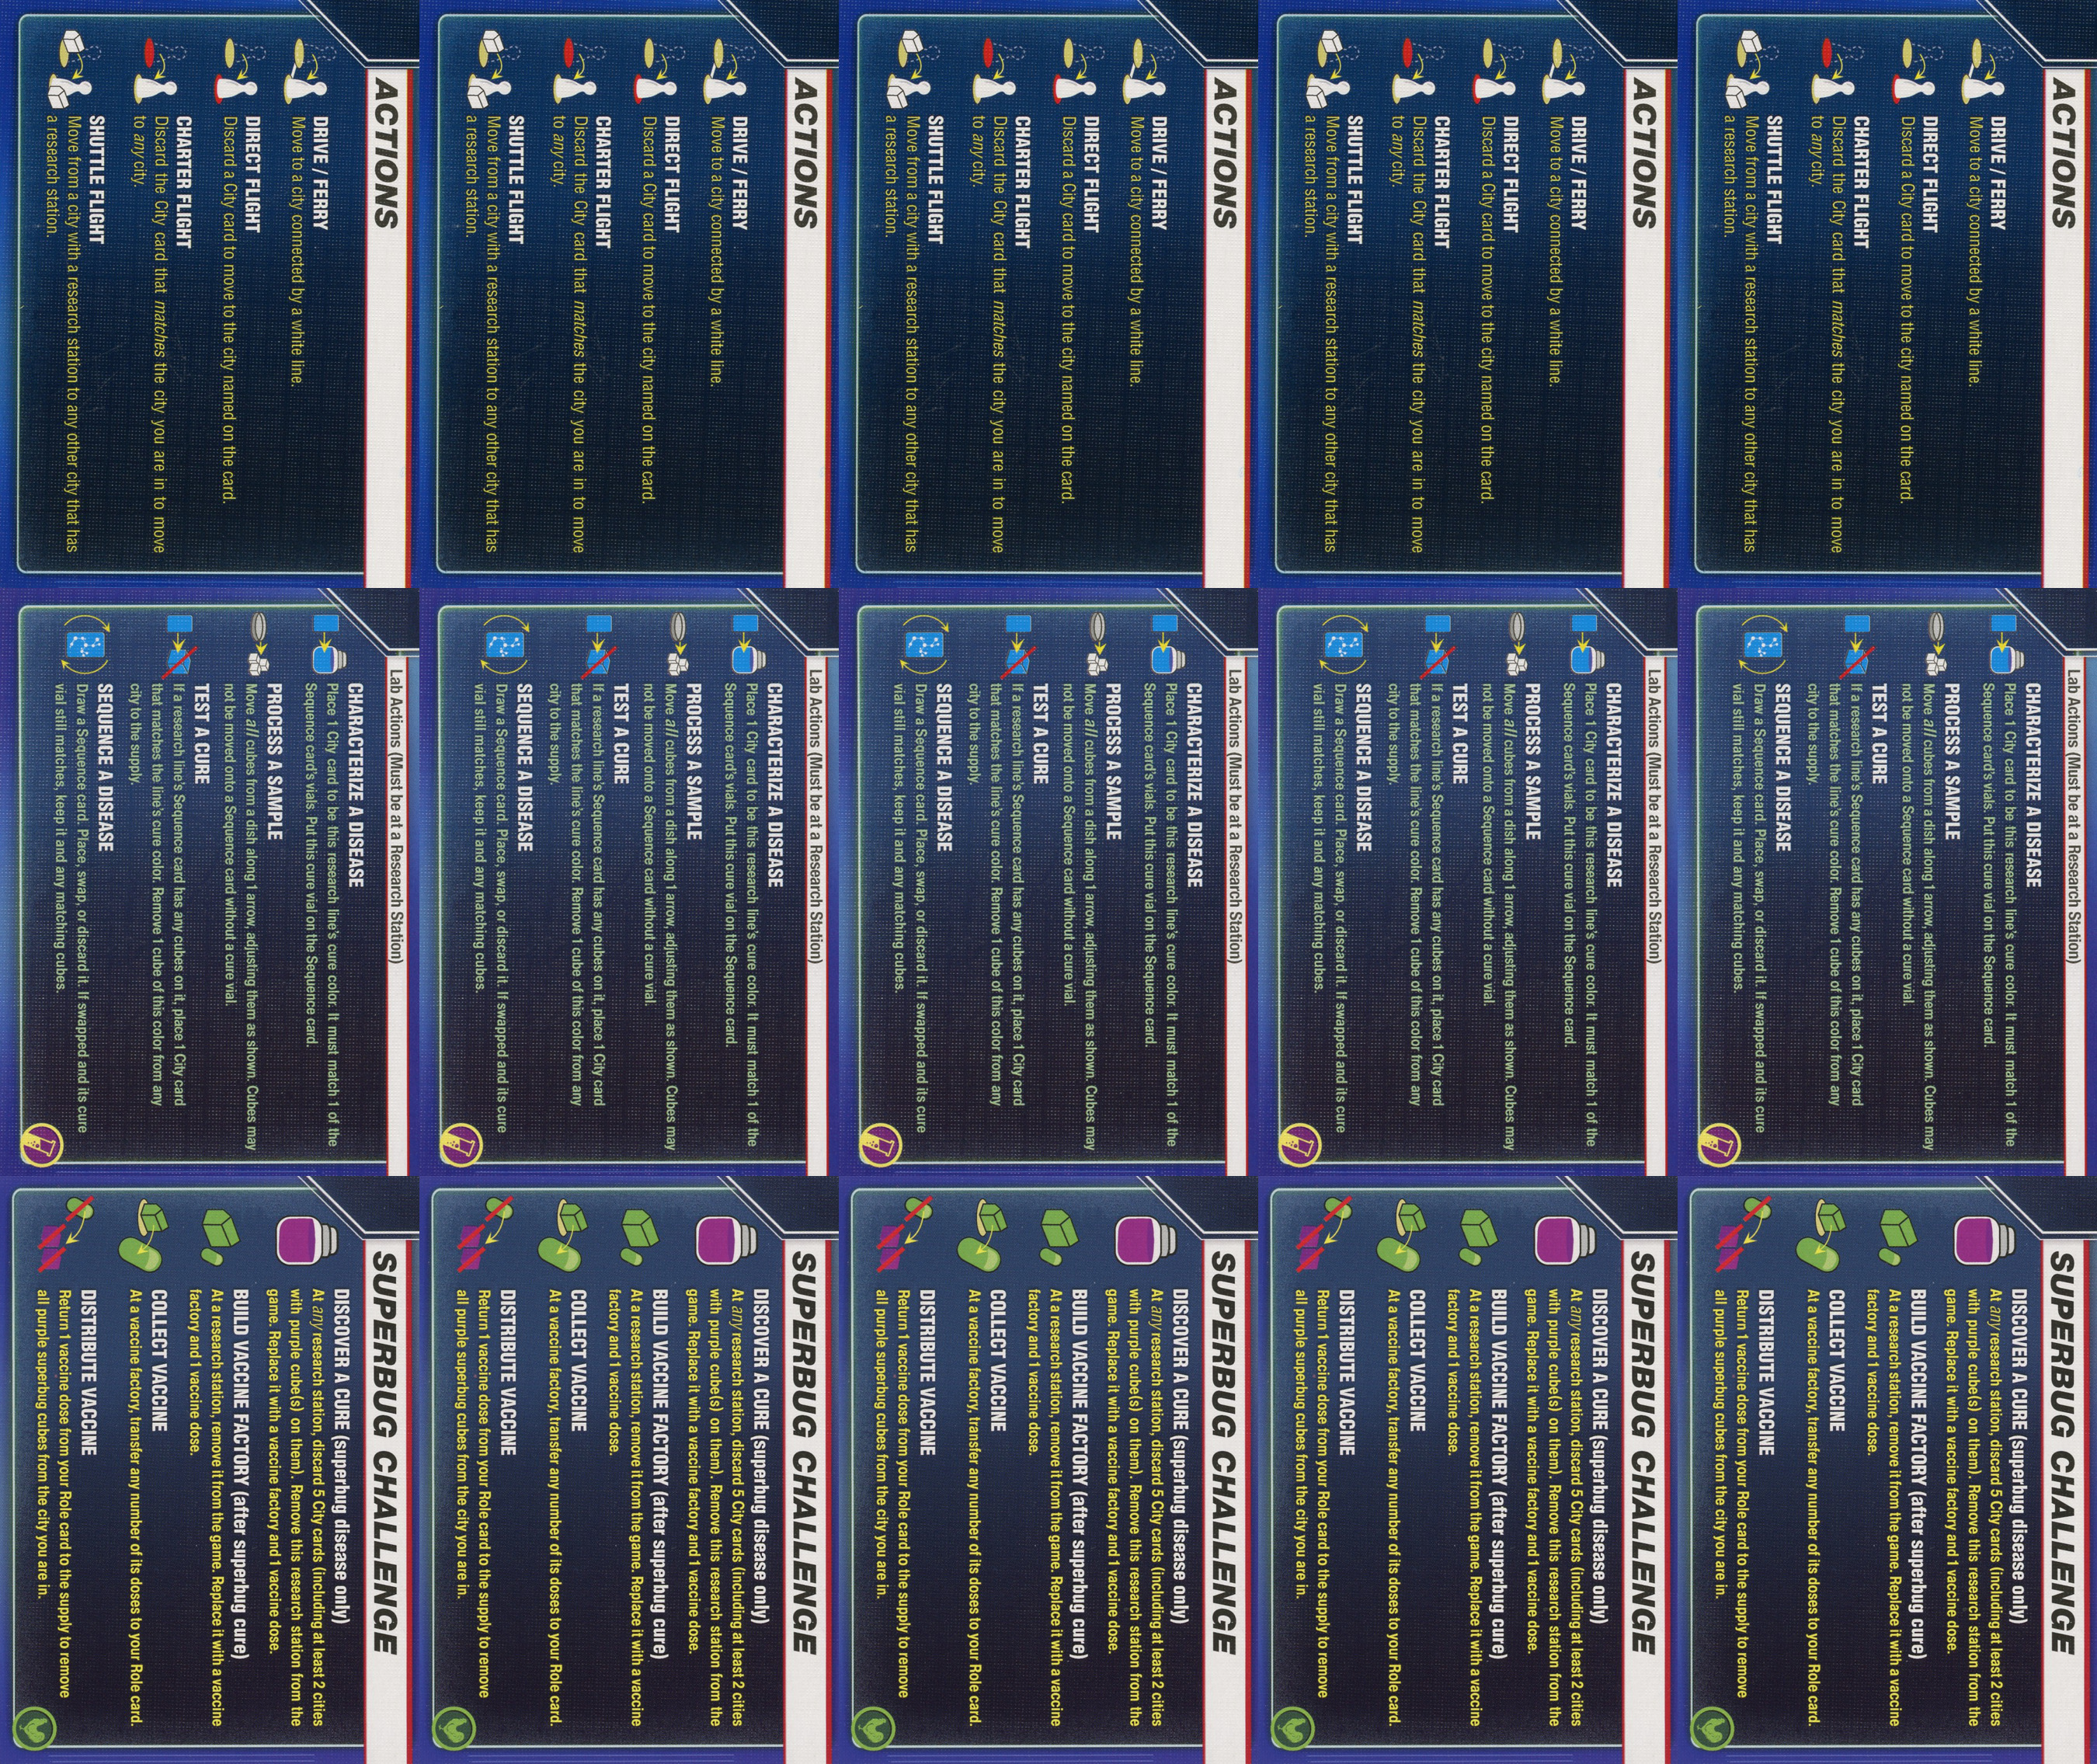 ACTIONS
DRIVE / FERRY
Move to a city connected by a white line.
DIRECT FLIGHT
Discard a City card to move to the city named on the card.
CHARTER FLIGHT
Discard the City card that matches the city you are in to move
to any city.
SHUTTLE FLIGHT
Move from a city with a research station to any other city that has
a research station.
ACTIONS
DRIVE / FERRY
Move to a city connected by a white line.
DIRECT FLIGHT
Discard a City card to move to the city named on the card.
CHARTER FLIGHT
Discard the City card that matches the city you are in to move
to any city.
SHUTTLE FLIGHT
Move from a city with a research station to any other city that has
a research station.
ACTIONS
DRIVE / FERRY
Move to a city connected by a white line.
DIRECT FLIGHT
Discard a City card to move to the city named on the card.
CHARTER FLIGHT
Discard the City card that matches the city you are in to move
to any city.
SHUTTLE FLIGHT
Move from a city with a research station to any other city that has
a research station.
ACTIONS
DRIVE / FERRY
Move to a city connected by a white line.
DIRECT FLIGHT
Discard a City card to move to the city named on the card.
CHARTER FLIGHT
Discard the City card that matches the city you are in to move
to any city.
SHUTTLE FLIGHT
Move from a city with a research station to any other city that has
a research station.
ACTIONS
DRIVE / FERRY
Move to a city connected by a white line.
DIRECT FLIGHT
Discard a City card to move to the city named on the card.
CHARTER FLIGHT
Discard the City card that matches the city you are in to move
to any city.
SHUTTLE FLIGHT
Move from a city with a research station to any other city that has
a research station.
Lab Actions (Must be at a Research Station)
CHARACTERIZE A DISEASE
Place 1 City card to be this research line's cure color. It must match 1 of the
Sequence card's vials. Put this cure vial on the Sequence card.
PROCESS A SAMPLE
Move all cubes from a dish along 1 arrow, adjusting them as shown. Cubes may
not be moved onto a Sequence card without a cure vial.
TEST A CURE
If a research line's Sequence card has any cubes on it, place 1 City card
that matches the line's cure color. Remove 1 cube of this color from any
city to the supply.
SEQUENCE A DISEASE
Draw a Sequence card. Place, swap, or discard it. If swapped and its cure
vial still matches, keep it and any matching cubes.
Lab Actions (Must be at a Research Station)
CHARACTERIZE A DISEASE
Place 1 City card to be this research line's cure color. It must match 1 of the
Sequence card's vials. Put this cure vial on the Sequence card.
PROCESS A SAMPLE
Move all cubes from a dish along 1 arrow, adjusting them as shown. Cubes may
not be moved onto a Sequence card without a cure vial.
TEST A CURE
If a research line's Sequence card has any cubes on it, place 1 City card
that matches the line's cure color. Remove 1 cube of this color from any
city to the supply.
SEQUENCE A DISEASE
Draw a Sequence card. Place, swap, or discard it. If swapped and its cure
vial still matches, keep it and any matching cubes.
Lab Actions (Must be at a Research Station)
CHARACTERIZE A DISEASE
Place 1 City card to be this research line's cure color. It must match 1 of the
Sequence card's vials. Put this cure vial on the Sequence card.
PROCESS A SAMPLE
Move all cubes from a dish along 1 arrow, adjusting them as shown. Cubes may
not be moved onto a Sequence card without a cure vial.
TEST A CURE
If a research line's Sequence card has any cubes on it, place 1 City card
that matches the line's cure color. Remove 1 cube of this color from any
city to the supply.
SEQUENCE A DISEASE
Draw a Sequence card. Place, swap, or discard it. If swapped and its cure
vial still matches, keep it and any matching cubes.
Lab Actions (Must be at a Research Station)
CHARACTERIZE A DISEASE
Place 1 City card to be this research line's cure color. It must match 1 of the
Sequence card's vials. Put this cure vial on the Sequence card.
PROCESS A SAMPLE
Move all cubes from a dish along 1 arrow, adjusting them as shown. Cubes may
not be moved onto a Sequence card without a cure vial.
TEST A CURE
If a research line's Sequence card has any cubes on it, place 1 City card
that matches the line's cure color. Remove 1 cube of this color from any
city to the supply.
SEQUENCE A DISEASE
Draw a Sequence card. Place, swap, or discard it. If swapped and its cure
vial still matches, keep it and any matching cubes.
Lab Actions (Must be at a Research Station)
CHARACTERIZE A DISEASE
Place 1 City card to be this research line's cure color. It must match 1 of the
Sequence card's vials. Put this cure vial on the Sequence card.
PROCESS A SAMPLE
Move all cubes from a dish along 1 arrow, adjusting them as shown. Cubes may
not be moved onto a Sequence card without a cure vial.
TEST A CURE
If a research line's Sequence card has any cubes on it, place 1 City card
that matches the line's cure color. Remove 1 cube of this color from any
city to the supply.
SEQUENCE A DISEASE
Draw a Sequence card. Place, swap, or discard it. If swapped and its cure
vial still matches, keep it and any matching cubes.
SUPERBUG CHALLENGE
DISCOVER A CURE (superbug disease only)
At any research station, discard 5 City cards (including at least 2 cities
with purple cube(s) on them). Remove this research station from the
game. Replace it with a vaccine factory and 1 vaccine dose.
BUILD VACCINE FACTORY (after superbug cure)
At a research station, remove it from the game. Replace it with a vaccine
factory and 1 vaccine dose.
COLLECT VACCINE
At a vaccine factory, transfer any number of its doses to your Role card.
DISTRIBUTE VACCINE
Return 1 vaccine dose from your Role card to the supply to remove
all purple superbug cubes from the city you are in.
SUPERBUG CHALLENGE
DISCOVER A CURE (superbug disease only)
At any research station, discard 5 City cards (including at least 2 cities
with purple cube(s) on them). Remove this research station from the
game. Replace it with a vaccine factory and 1 vaccine dose.
BUILD VACCINE FACTORY (after superbug cure)
At a research station, remove it from the game. Replace it with a vaccine
factory and 1 vaccine dose.
COLLECT VACCINE
At a vaccine factory, transfer any number of its doses to your Role card.
DISTRIBUTE VACCINE
Return 1 vaccine dose from your Role card to the supply to remove
all purple superbug cubes from the city you are in.
SUPERBUG CHALLENGE
DISCOVER A CURE (superbug disease only)
At any research station, discard 5 City cards (including at least 2 cities
with purple cube(s) on them). Remove this research station from the
game. Replace it with a vaccine factory and 1 vaccine dose.
BUILD VACCINE FACTORY (after superbug cure)
At a research station, remove it from the game. Replace it with a vaccine
factory and 1 vaccine dose.
COLLECT VACCINE
At a vaccine factory, transfer any number of its doses to your Role card.
DISTRIBUTE VACCINE
Return 1 vaccine dose from your Role card to the supply to remove
all purple superbug cubes from the city you are in.
SUPERBUG CHALLENGE
DISCOVER A CURE (superbug disease only)
At any research station, discard 5 City cards (including at least 2 cities
with purple cube(s) on them). Remove this research station from the
game. Replace it with a vaccine factory and 1 vaccine dose.
BUILD VACCINE FACTORY (after superbug cure)
At a research station, remove it from the game. Replace it with a vaccine
factory and 1 vaccine dose.
COLLECT VACCINE
At a vaccine factory, transfer any number of its doses to your Role card.
DISTRIBUTE VACCINE
Return 1 vaccine dose from your Role card to the supply to remove
all purple superbug cubes from the city you are in.
SUPERBUG CHALLENGE
DISCOVER A CURE (superbug disease only)
At any research station, discard 5 City cards (including at least 2 cities
with purple cube(s) on them). Remove this research station from the
game. Replace it with a vaccine factory and 1 vaccine dose.
BUILD VACCINE FACTORY (after superbug cure)
At a research station, remove it from the game. Replace it with a vaccine
factory and 1 vaccine dose.
COLLECT VACCINE
At a vaccine factory, transfer any number of its doses to your Role card.
DISTRIBUTE VACCINE
Return 1 vaccine dose from your Role card to the supply to remove
all purple superbug cubes from the city you are in.